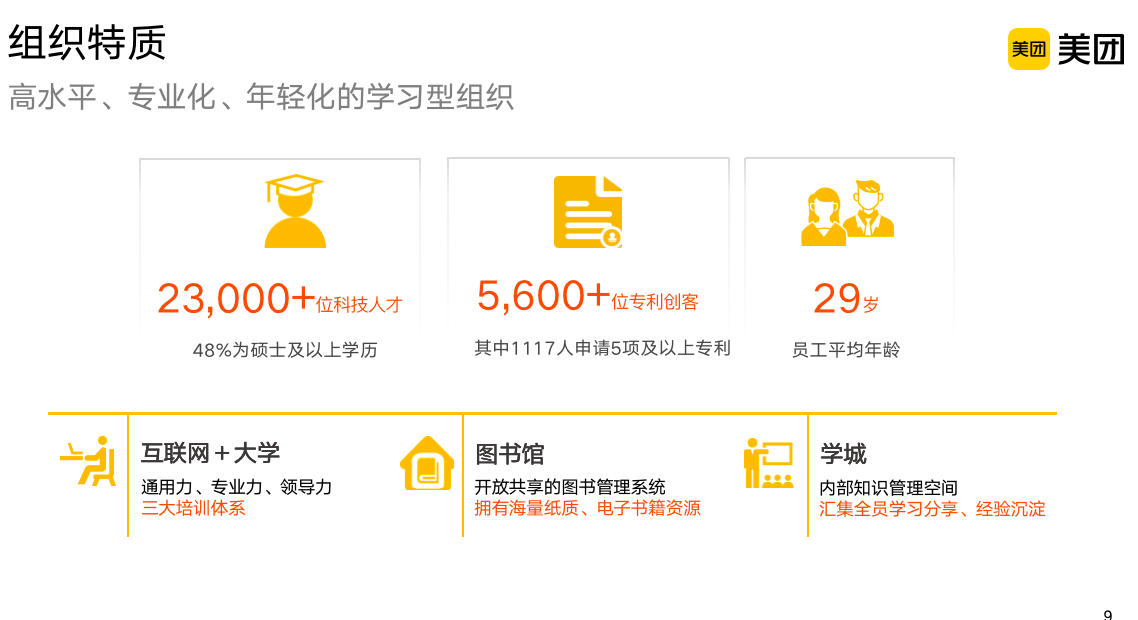 组织特质
美团 美团
高水平、专业化、年轻化的学习型组织
23,000+位科技人才
48%为硕士及以上学历
5,600+位专利创客
其中1117人申请5项及以上专利
29岁
员工平均年龄
互联网＋大学
通用力、专业力、领导力
三大培训体系
图书馆
开放共享的图书管理系统
拥有海量纸质、电子书籍资源
学城
内部知识管理空间
汇集全员学习分享、经验沉淀
9